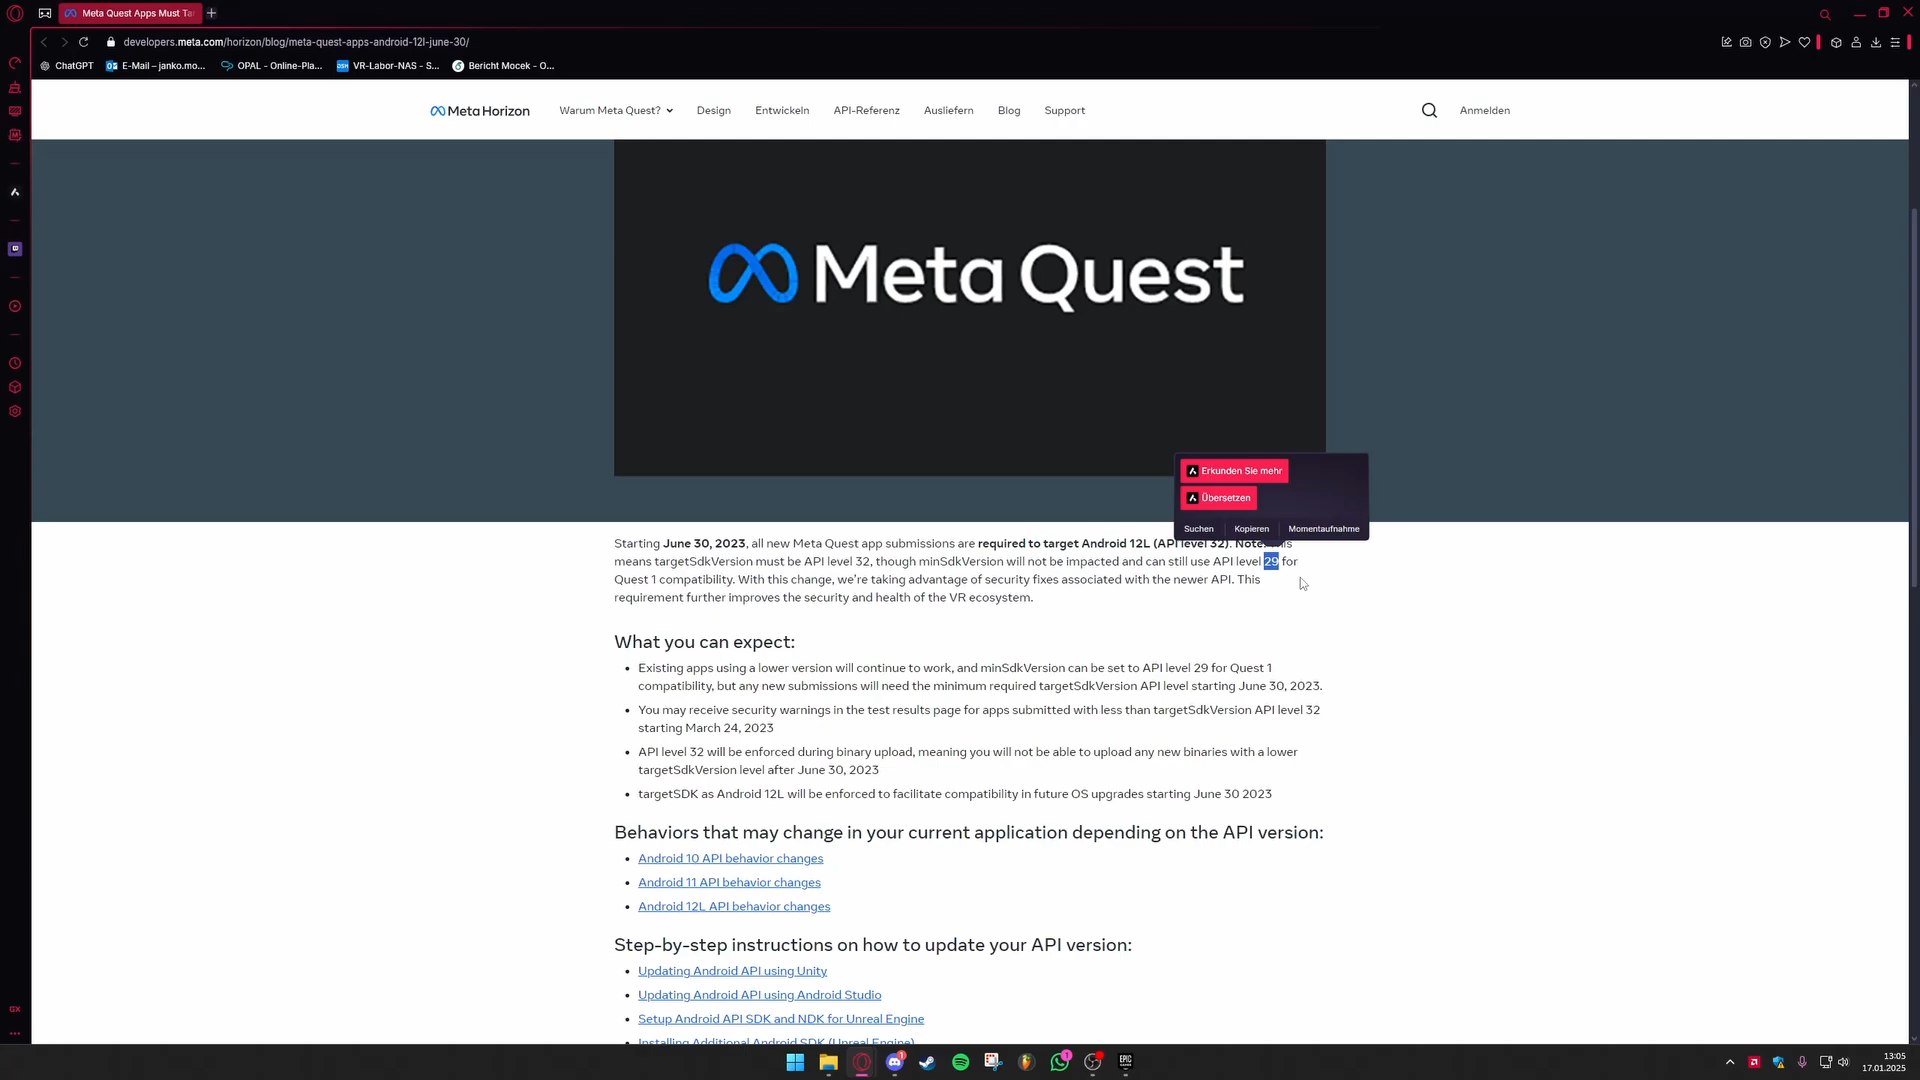 Meta Quest Apps Must Ta
developers.meta.com/horizon/blog/meta-quest-apps-android-12l-june-30/
ChatGPT
E-Mail – janko.mo...
OPAL - Online-Pla...
VR-Labor-NAS - S...
Bericht Mocek - O...
Meta Horizon
Warum Meta Quest?
Design
Entwickeln
API-Referenz
Ausliefern
Blog
Support
Anmelden
Meta Quest
Erkunden Sie mehr
Übersetzen
Suchen
Kopieren
Momentaufnahme
Starting June 30, 2023, all new Meta Quest app submissions are required to target Android 12L (API level 32). Note: This
means targetSdkVersion must be API level 32, though minSdkVersion will not be impacted and can still use API level 29 for
Quest 1 compatibility. With this change, we're taking advantage of security fixes associated with the newer API. This
requirement further improves the security and health of the VR ecosystem.
What you can expect:
• Existing apps using a lower version will continue to work, and minSdkVersion can be set to API level 29 for Quest 1
compatibility, but any new submissions will need the minimum required targetSdkVersion API level starting June 30, 2023.
• You may receive security warnings in the test results page for apps submitted with less than targetSdkVersion API level 32
starting March 24, 2023
• API level 32 will be enforced during binary upload, meaning you will not be able to upload any new binaries with a lower
targetSdkVersion level after June 30, 2023
• targetSDK as Android 12L will be enforced to facilitate compatibility in future OS upgrades starting June 30 2023
Behaviors that may change in your current application depending on the API version:
• Android 10 API behavior changes
• Android 11 API behavior changes
• Android 12L API behavior changes
Step-by-step instructions on how to update your API version:
• Updating Android API using Unity
• Updating Android API using Android Studio
• Setup Android API SDK and NDK for Unreal Engine
• Installing Additional Android SDK (Unreal Engine)
GX
EPIC
13:05
17.01.2025